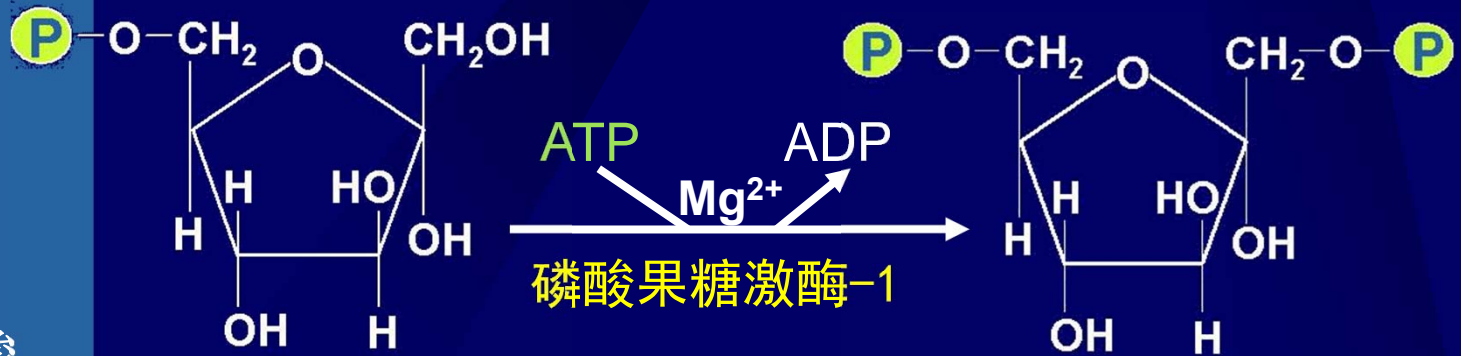 P-O-CH₂ O CH₂OH
H H HO OH
OH H
ATP ADP
Mg²⁺
磷酸果糖激酶-1
P-O-CH₂ O CH₂-O-P
H H HO OH
OH H